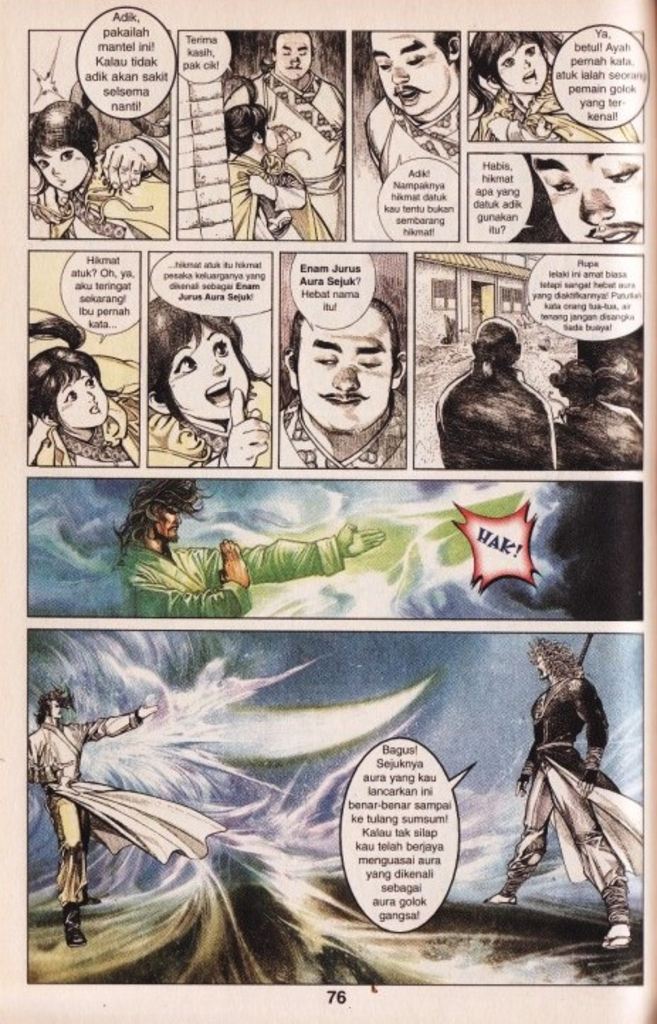 Adik,
pakailah
mantel ini!
Kalau tidak
adik akan sakit
selsema
nanti!
Terima
kasih,
pak cik!
Adik!
Nampaknya
hikmat datuk
kau tentu bukan
sembarang
hikmat!
Ya,
betul! Ayah
pernah kata,
atuk ialah seorang
pemain golok
yang ter-
kenal!
Habis,
hikmat
apa yang
datuk adik
gunakan
itu?
Hikmat
atuk? Oh, ya,
aku teringat
sekarang!
Ibu pernah
kata...
...hikmat atuk itu hikmat
pesaka keluarganya yang
dikenali sebagai Enam
Jurus Aura Sejuk!
Enam Jurus
Aura Sejuk?
Hebat nama
itu!
Rupa
lelaki ini amat biasa
tetapi sangat hebat aura
yang diaktifkannya! Patutlah
kata orang tua-tua, air
tenang jangan disangka
tiada buaya!
HAK!
Bagus!
Sejuknya
aura yang kau
lancarkan ini
benar-benar sampai
ke tulang sumsum!
Kalau tak silap
kau telah berjaya
menguasai aura
yang dikenali
sebagai
aura golok
gangsa!
76